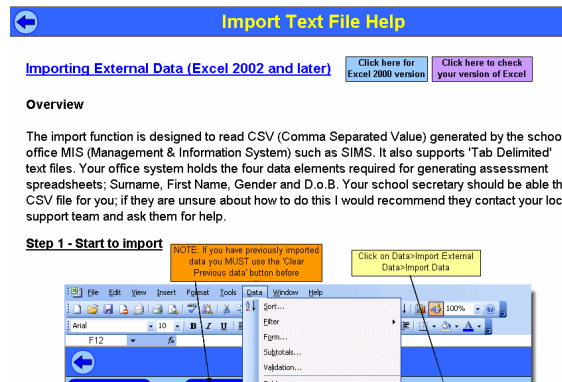 Import Text File Help
Importing External Data (Excel 2002 and later)
Click here for
Excel 2000 version
Click here to check
your version of Excel
Overview
The import function is designed to read CSV (Comma Separated Value) generated by the schoo
office MIS (Management & Information System) such as SIMS. It also supports 'Tab Delimited'
text files. Your office system holds the four data elements required for generating assessment
spreadsheets; Surname, First Name, Gender and D.o.B. Your school secretary should be able th
CSV file for you; if they are unsure about how to do this I would recommend they contact your loc
support team and ask them for help.
Step 1 - Start to import
NOTE: If you have previously imported
data you MUST use the 'Clear
Previous data' button before
Click on Data>Import External
Data>Import Data
File Edit View Insert Format Tools Data Window Help
Sort...
100%
Arial 10 B I U
Filter
F12 fx
Form...
Subtotals...
Validation...